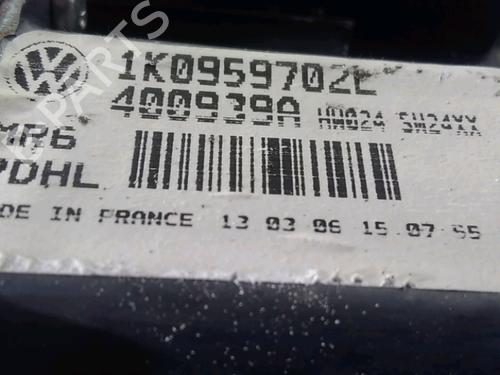 1K0959702L
400939A HW024 SW24XX
MR6
PDHL
DE IN FRANCE 13 03 06 15 07 55